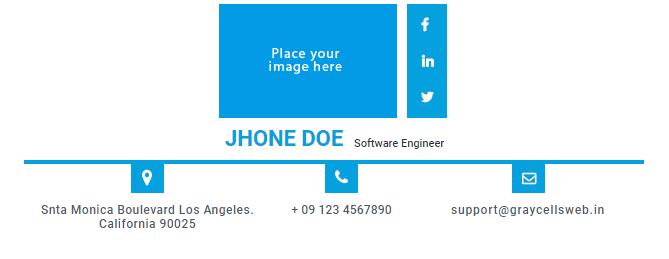 Place your
image here
f
in
JHONE DOE Software Engineer
Snta Monica Boulevard Los Angeles.
California 90025
+ 09 123 4567890
support@graycellsweb.in